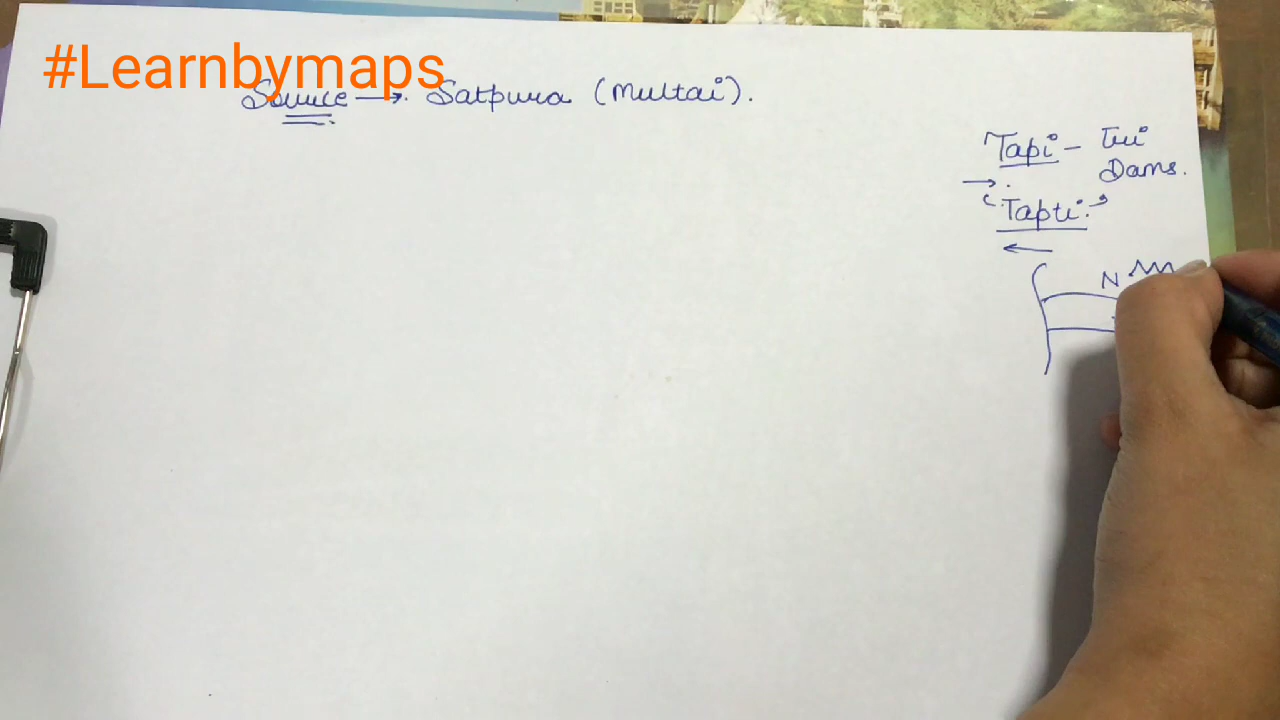 #Learnbymaps
Source → Satpura (Multai).
Tapi – Tri
Dams.
→
"Tapti."
←
N